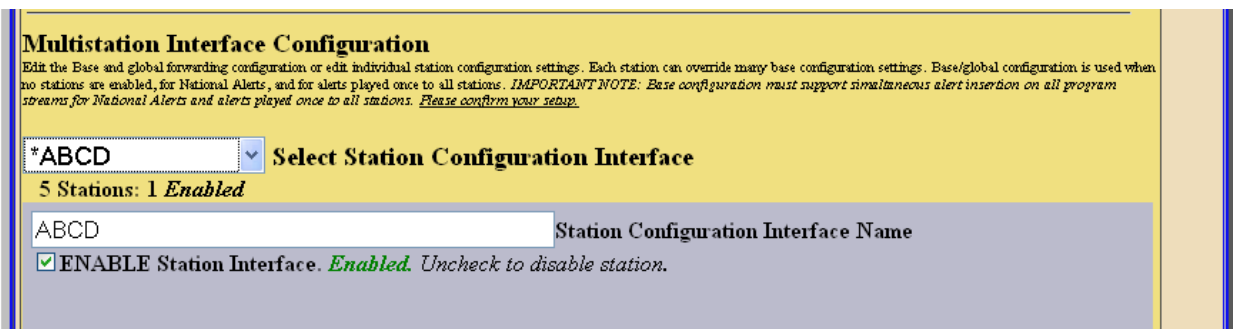 Multistation Interface Configuration
Edit the Base and global forwarding configuration or edit individual station configuration settings. Each station can override many base configuration settings. Base/global configuration is used when
no stations are enabled, for National Alerts, and for alerts played once to all stations. IMPORTANT NOTE: Base configuration must support simultaneous alert insertion on all program
streams for National Alerts and alerts played once to all stations. Please confirm your setup.
*ABCD Select Station Configuration Interface
5 Stations: 1 Enabled
ABCD Station Configuration Interface Name
ENABLE Station Interface. Enabled. Uncheck to disable station.